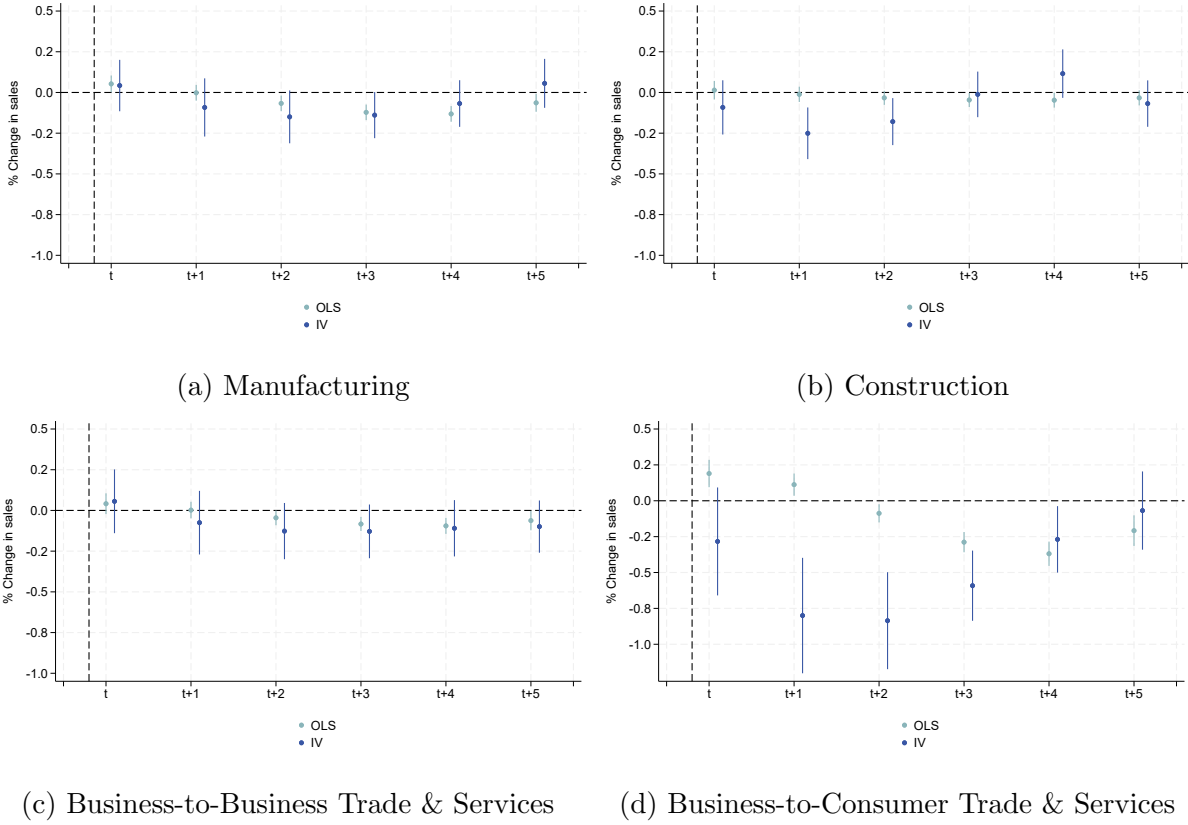 0.5
0.2
0.0
-0.2
-0.5
-0.8
-1.0
% Change in sales
t t+1 t+2 t+3 t+4 t+5
OLS
IV
(a) Manufacturing
0.5
0.2
0.0
-0.2
-0.5
-0.8
-1.0
% Change in sales
t t+1 t+2 t+3 t+4 t+5
OLS
IV
(b) Construction
0.5
0.2
0.0
-0.2
-0.5
-0.8
-1.0
% Change in sales
t t+1 t+2 t+3 t+4 t+5
OLS
IV
(c) Business-to-Business Trade & Services
0.5
0.2
0.0
-0.2
-0.5
-0.8
-1.0
% Change in sales
t t+1 t+2 t+3 t+4 t+5
OLS
IV
(d) Business-to-Consumer Trade & Services